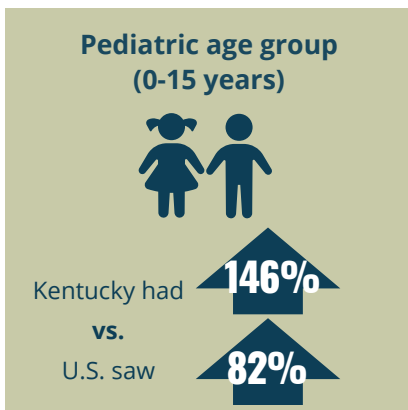 Pediatric age group
(0-15 years)
Kentucky had
146%
vs.
U.S. saw
82%